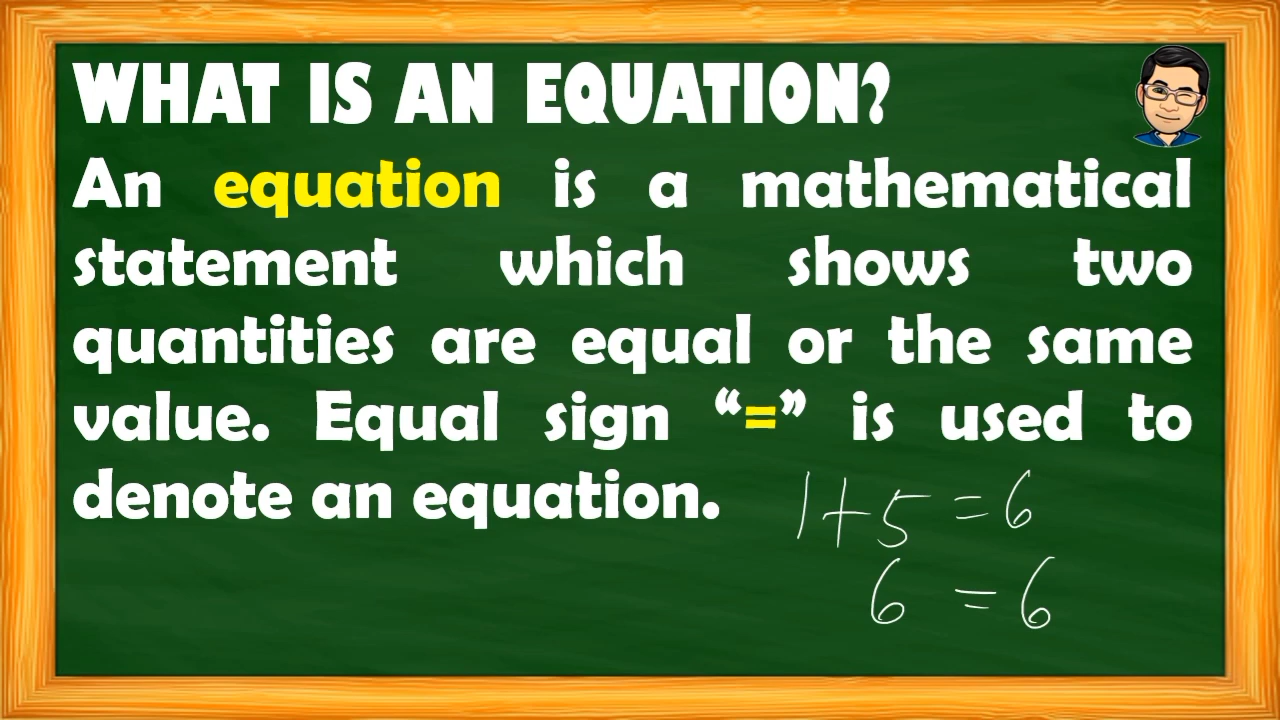 WHAT IS AN EQUATION?
An equation is a mathematical
statement which shows two
quantities are equal or the same
value. Equal sign “=” is used to
denote an equation.
1+5 = 6
6 = 6